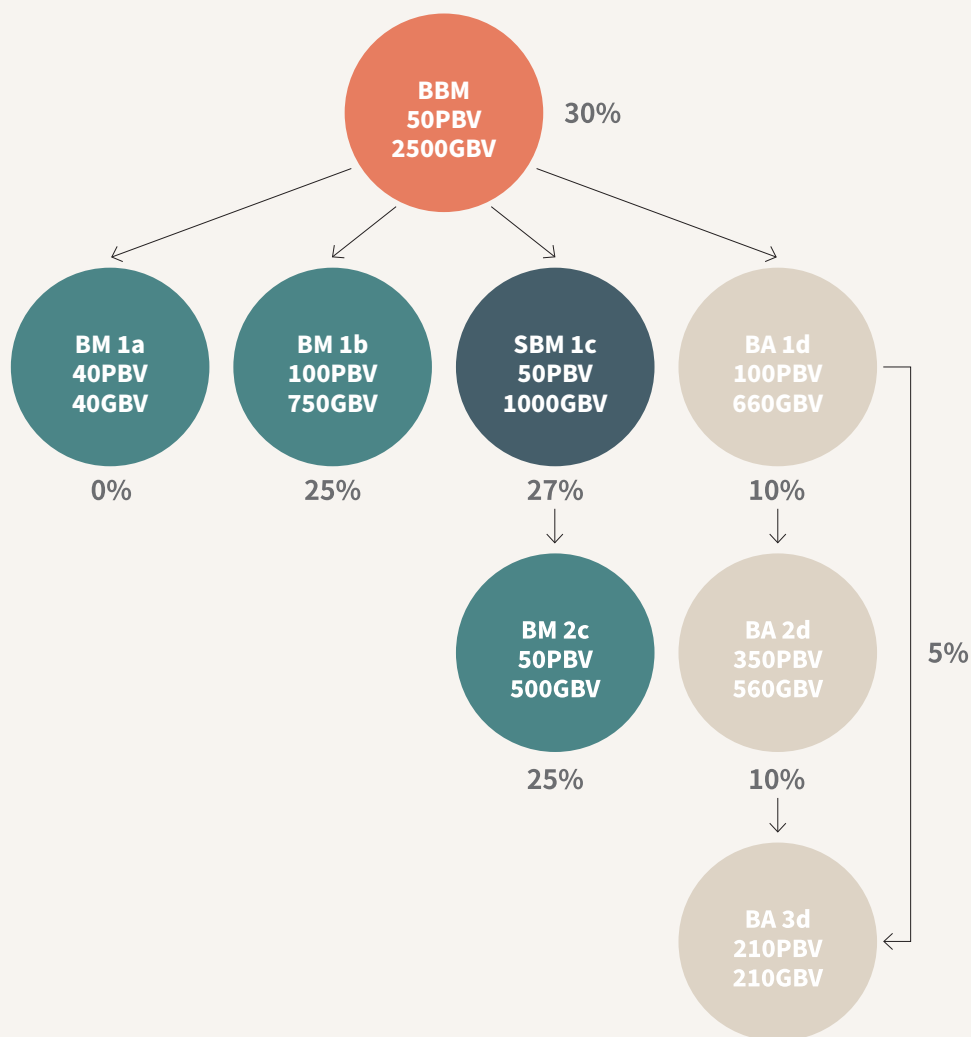 BBM
50PBV
2500GBV
30%
BM 1a
40PBV
40GBV
BM 1b
100PBV
750GBV
SBM 1c
50PBV
1000GBV
BA 1d
100PBV
660GBV
0%
25%
27%
10%
BM 2c
50PBV
500GBV
BA 2d
350PBV
560GBV
5%
25%
10%
BA 3d
210PBV
210GBV